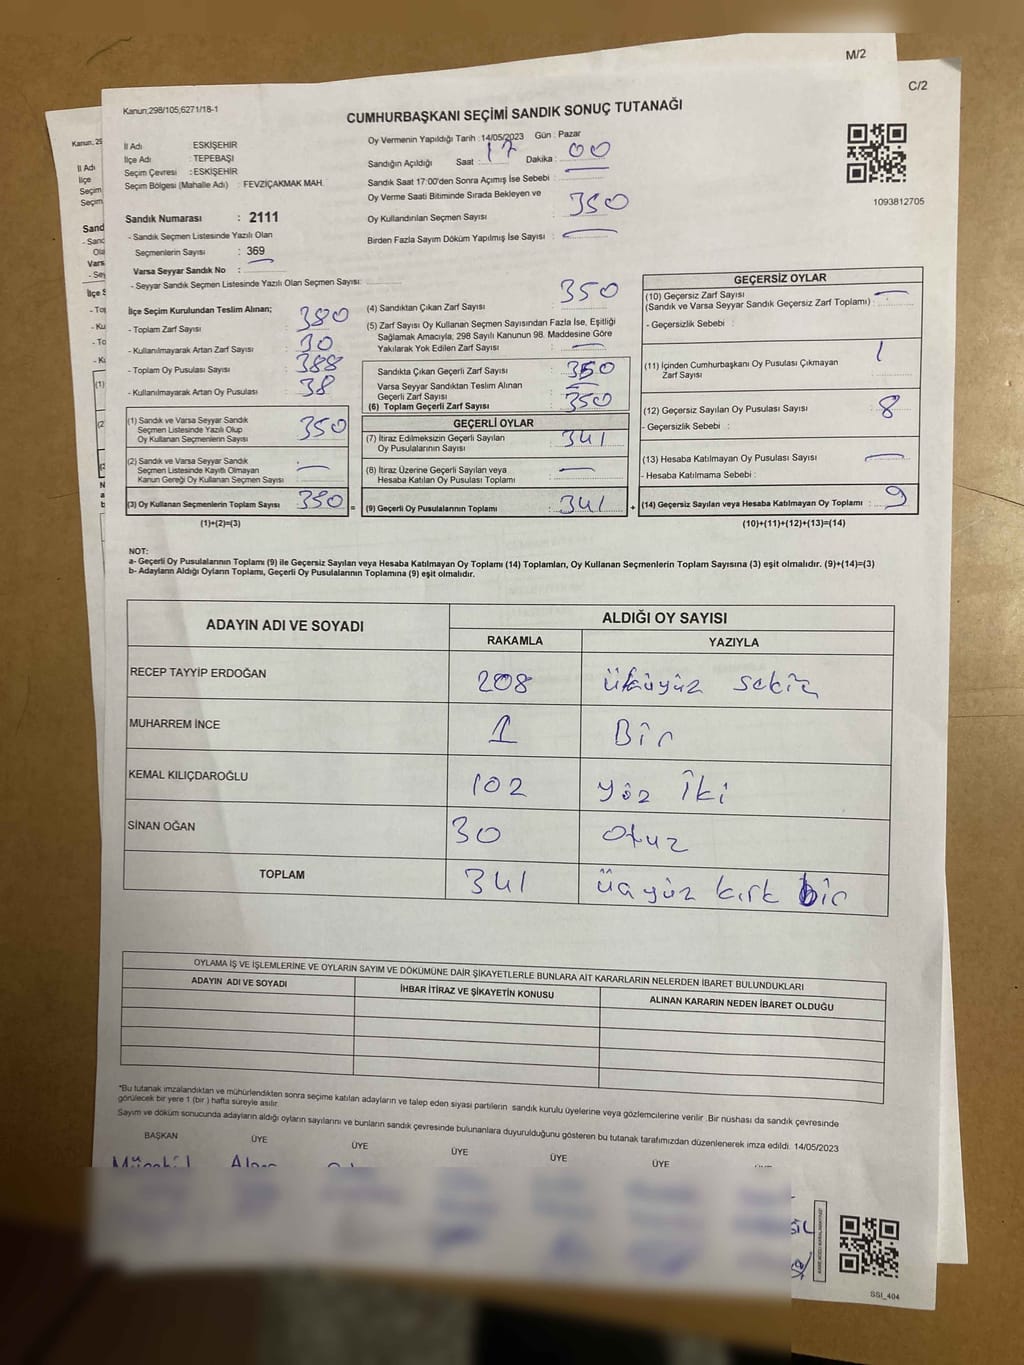 M/2
C/2
Kanun;298/105;6271/18-1
CUMHURBAŞKANI SEÇİMİ SANDIK SONUÇ TUTANAĞI
İl Adı : ESKİŞEHİR
İlçe Adı : TEPEBAŞI
Seçim Çevresi : ESKİŞEHİR
Seçim Bölgesi (Mahalle Adı) : FEVZİÇAKMAK MAH.
Oy Vermenin Yapıldığı Tarih : 14/05/2023 Gün : Pazar
Sandığın Açıldığı Saat : 17 Dakika : 00
Sandık Saat 17:00'den Sonra Açımış İse Sebebi :
Oy Verme Saati Bitiminde Sırada Bekleyen ve
Oy Kullandırılan Seçmen Sayısı : 350
Birden Fazla Sayım Döküm Yapılmış İse Sayısı :
1093812705
Sandık Numarası : 2111
- Sandık Seçmen Listesinde Yazılı Olan
Seçmenlerin Sayısı : 369
Varsa Seyyar Sandık No :
- Seyyar Sandık Seçmen Listesinde Yazılı Olan Seçmen Sayısı:
İlçe Seçim Kurulundan Teslim Alınan;
- Toplam Zarf Sayısı : 380
- Kullanılmayarak Artan Zarf Sayısı : 30
- Toplam Oy Pusulası Sayısı : 388
- Kullanılmayarak Artan Oy Pusulası : 38
(1) Sandık ve Varsa Seyyar Sandık
Seçmen Listesinde Yazılı Olup
Oy Kullanan Seçmenlerin Sayısı : 350
(2) Sandık ve Varsa Seyyar Sandık
Seçmen Listesinde Kayıtlı Olmayan
Kanun Gereği Oy Kullanan Seçmen Sayısı :
(3) Oy Kullanan Seçmenlerin Toplam Sayısı : 350
(1)+(2)=(3)
(4) Sandıktan Çıkan Zarf Sayısı : 350
(5) Zarf Sayısı Oy Kullanan Seçmen Sayısından Fazla İse, Eşitliği
Sağlamak Amacıyla, 298 Sayılı Kanunun 98. Maddesine Göre
Yakılarak Yok Edilen Zarf Sayısı :
Sandıkta Çıkan Geçerli Zarf Sayısı : 350
Varsa Seyyar Sandıktan Teslim Alınan
Geçerli Zarf Sayısı :
(6) Toplam Geçerli Zarf Sayısı : 350
GEÇERLİ OYLAR
(7) İtiraz Edilmeksizin Geçerli Sayılan
Oy Pusulalarının Sayısı : 341
(8) İtiraz Üzerine Geçerli Sayılan veya
Hesaba Katılan Oy Pusulası Toplamı :
(9) Geçerli Oy Pusulalarının Toplamı : 341
GEÇERSİZ OYLAR
(10) Geçersiz Zarf Sayısı
(Sandık ve Varsa Seyyar Sandık Geçersiz Zarf Toplamı) :
- Geçersizlik Sebebi :
(11) İçinden Cumhurbaşkanı Oy Pusulası Çıkmayan
Zarf Sayısı : 1
(12) Geçersiz Sayılan Oy Pusulası Sayısı : 8
- Geçersizlik Sebebi :
(13) Hesaba Katılmayan Oy Pusulası Sayısı :
- Hesaba Katılmama Sebebi :
(14) Geçersiz Sayılan veya Hesaba Katılmayan Oy Toplamı : 9
(10)+(11)+(12)+(13)=(14)
NOT:
a- Geçerli Oy Pusulalarının Toplamı (9) ile Geçersiz Sayılan veya Hesaba Katılmayan Oy Toplamı (14) Toplamları, Oy Kullanan Seçmenlerin Toplam Sayısına (3) eşit olmalıdır. (9)+(14)=(3)
b- Adayların Aldığı Oyların Toplamı, Geçerli Oy Pusulalarının Toplamına (9) eşit olmalıdır.
ADAYIN ADI VE SOYADI
ALDIĞI OY SAYISI
RAKAMLA YAZIYLA
RECEP TAYYİP ERDOĞAN 208 ikiyüz sekiz
MUHARREM İNCE 1 Bir
KEMAL KILIÇDAROĞLU 102 yüz iki
SİNAN OĞAN 30 otuz
TOPLAM 341 üçyüz kırk bir
OYLAMA İŞ VE İŞLEMLERİNE VE OYLARIN SAYIM VE DÖKÜMÜNE DAİR ŞİKAYETLERLE BUNLARA AİT KARARLARIN NELERDEN İBARET BULUNDUKLARI
ADAYIN ADI VE SOYADI İHBAR İTİRAZ VE ŞİKAYETİN KONUSU ALINAN KARARIN NEDEN İBARET OLDUĞU
*Bu tutanak imzalandıktan ve mühürlendikten sonra seçime katılan adayların ve talep eden siyasi partilerin sandık kurulu üyelerine veya gözlemcilerine verilir .Bir nüshası da sandık çevresinde
görülecek bir yere 1 (bir ) hafta süreyle asılır.
Sayım ve döküm sonucunda adayların aldığı oyların sayılarını ve bunların sandık çevresinde bulunanlara duyurulduğunu gösteren bu tutanak tarafımızdan düzenlenerek imza edildi. 14/05/2023
BAŞKAN ÜYE ÜYE ÜYE ÜYE ÜYE
SSI_404